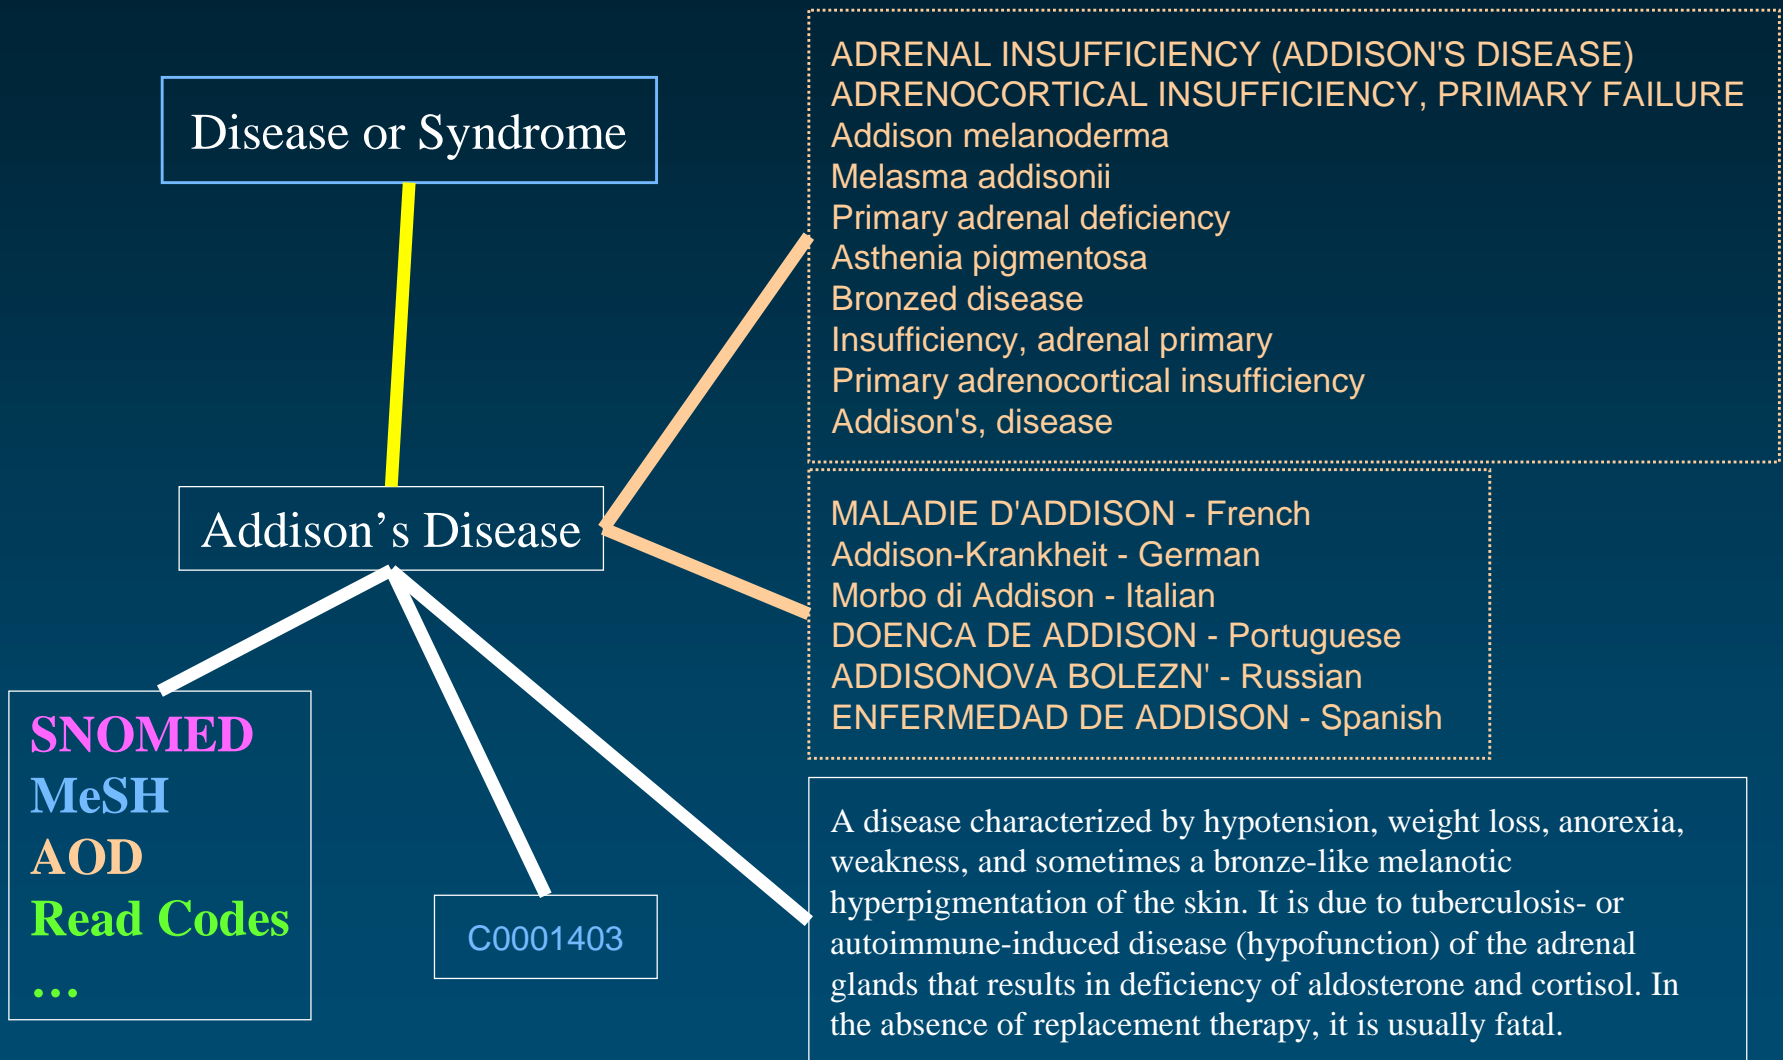 Disease or Syndrome
ADRENAL INSUFFICIENCY (ADDISON'S DISEASE)
ADRENOCORTICAL INSUFFICIENCY, PRIMARY FAILURE
Addison melanoderma
Melasma addisonii
Primary adrenal deficiency
Asthenia pigmentosa
Bronzed disease
Insufficiency, adrenal primary
Primary adrenocortical insufficiency
Addison's, disease
Addison’s Disease
MALADIE D'ADDISON - French
Addison-Krankheit - German
Morbo di Addison - Italian
DOENCA DE ADDISON - Portuguese
ADDISONOVA BOLEZN' - Russian
ENFERMEDAD DE ADDISON - Spanish
SNOMED
MeSH
AOD
Read Codes
…
C0001403
A disease characterized by hypotension, weight loss, anorexia,
weakness, and sometimes a bronze-like melanotic
hyperpigmentation of the skin. It is due to tuberculosis- or
autoimmune-induced disease (hypofunction) of the adrenal
glands that results in deficiency of aldosterone and cortisol. In
the absence of replacement therapy, it is usually fatal.